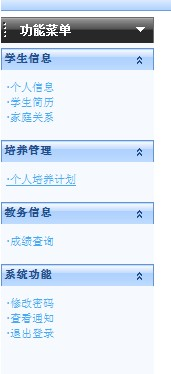 功能菜单
学生信息
·个人信息
·学生简历
·家庭关系
培养管理
·个人培养计划
教务信息
·成绩查询
系统功能
·修改密码
·查看通知
·退出登录